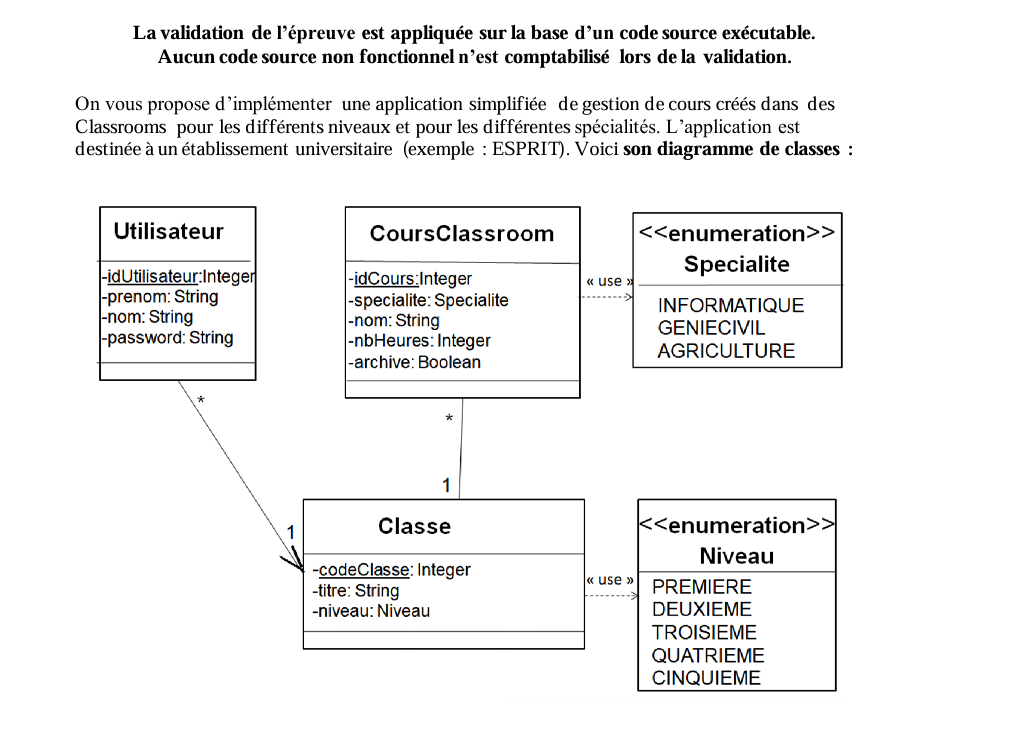 La validation de l’épreuve est appliquée sur la base d’un code source exécutable.
Aucun code source non fonctionnel n’est comptabilisé lors de la validation.
On vous propose d’implémenter une application simplifiée de gestion de cours créés dans des
Classrooms pour les différents niveaux et pour les différentes spécialités. L’application est
destinée à un établissement universitaire (exemple : ESPRIT). Voici son diagramme de classes :
Utilisateur
-idUtilisateur:Integer
-prenom: String
-nom: String
-password: String
CoursClassroom
-idCours:Integer
-specialite: Specialite
-nom: String
-nbHeures: Integer
-archive: Boolean
« use »
<<enumeration>>
Specialite
INFORMATIQUE
GENIECIVIL
AGRICULTURE
*
*
1
1
Classe
-codeClasse: Integer
-titre: String
-niveau: Niveau
« use »
<<enumeration>>
Niveau
PREMIERE
DEUXIEME
TROISIEME
QUATRIEME
CINQUIEME